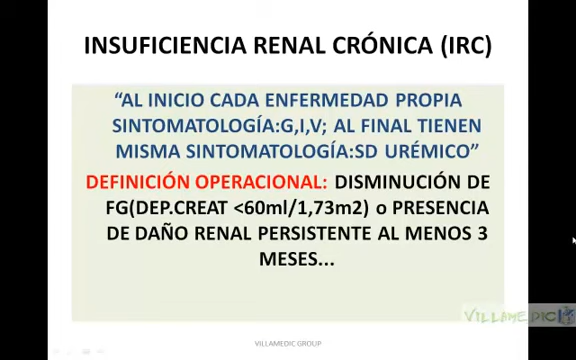 INSUFICIENCIA RENAL CRÓNICA (IRC)
“AL INICIO CADA ENFERMEDAD PROPIA
SINTOMATOLOGÍA:G,I,V; AL FINAL TIENEN
MISMA SINTOMATOLOGÍA:SD URÉMICO”
DEFINICIÓN OPERACIONAL: DISMINUCIÓN DE
FG(DEP.CREAT <60ml/1,73m2) o PRESENCIA
DE DAÑO RENAL PERSISTENTE AL MENOS 3
MESES...
VILLAMEDIC
VILLAMEDIC GROUP